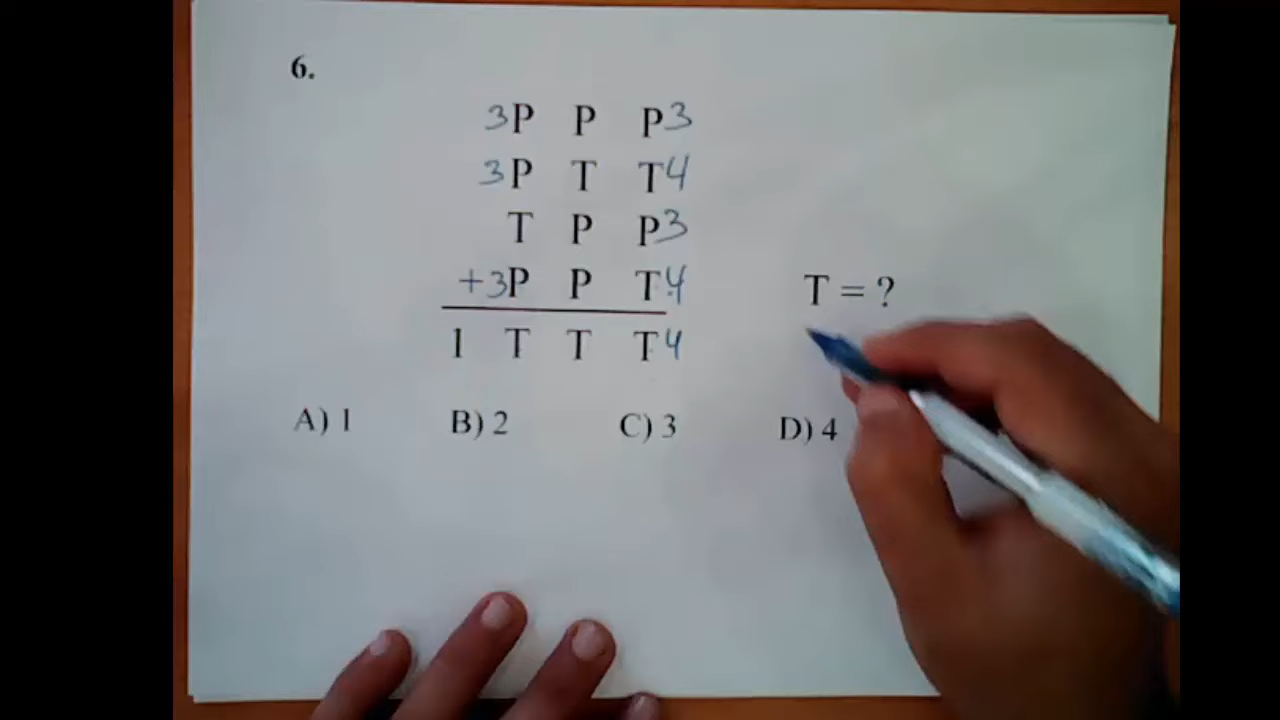 6.
3P P P3
3P T T4
T P P3
+3P P T4
T = ?
1 T T T4
A) 1 B) 2 C) 3 D) 4